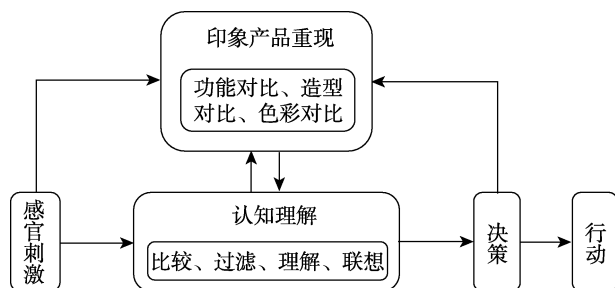 印象产品重现
功能对比、造型
对比、色彩对比
感官刺激
认知理解
比较、过滤、理解、联想
决策
行动